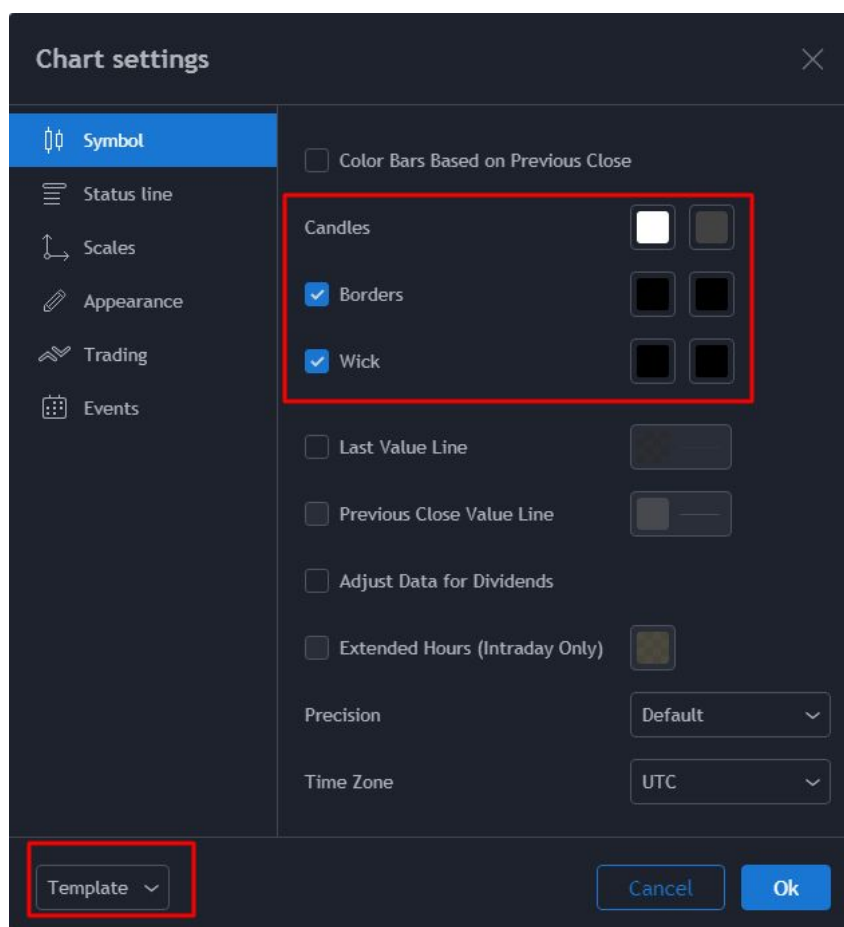 Chart settings
Symbol
Status line
Scales
Appearance
Trading
Events
Color Bars Based on Previous Close
Candles
Borders
Wick
Last Value Line
Previous Close Value Line
Adjust Data for Dividends
Extended Hours (Intraday Only)
Precision Default
Time Zone UTC
Template Cancel Ok